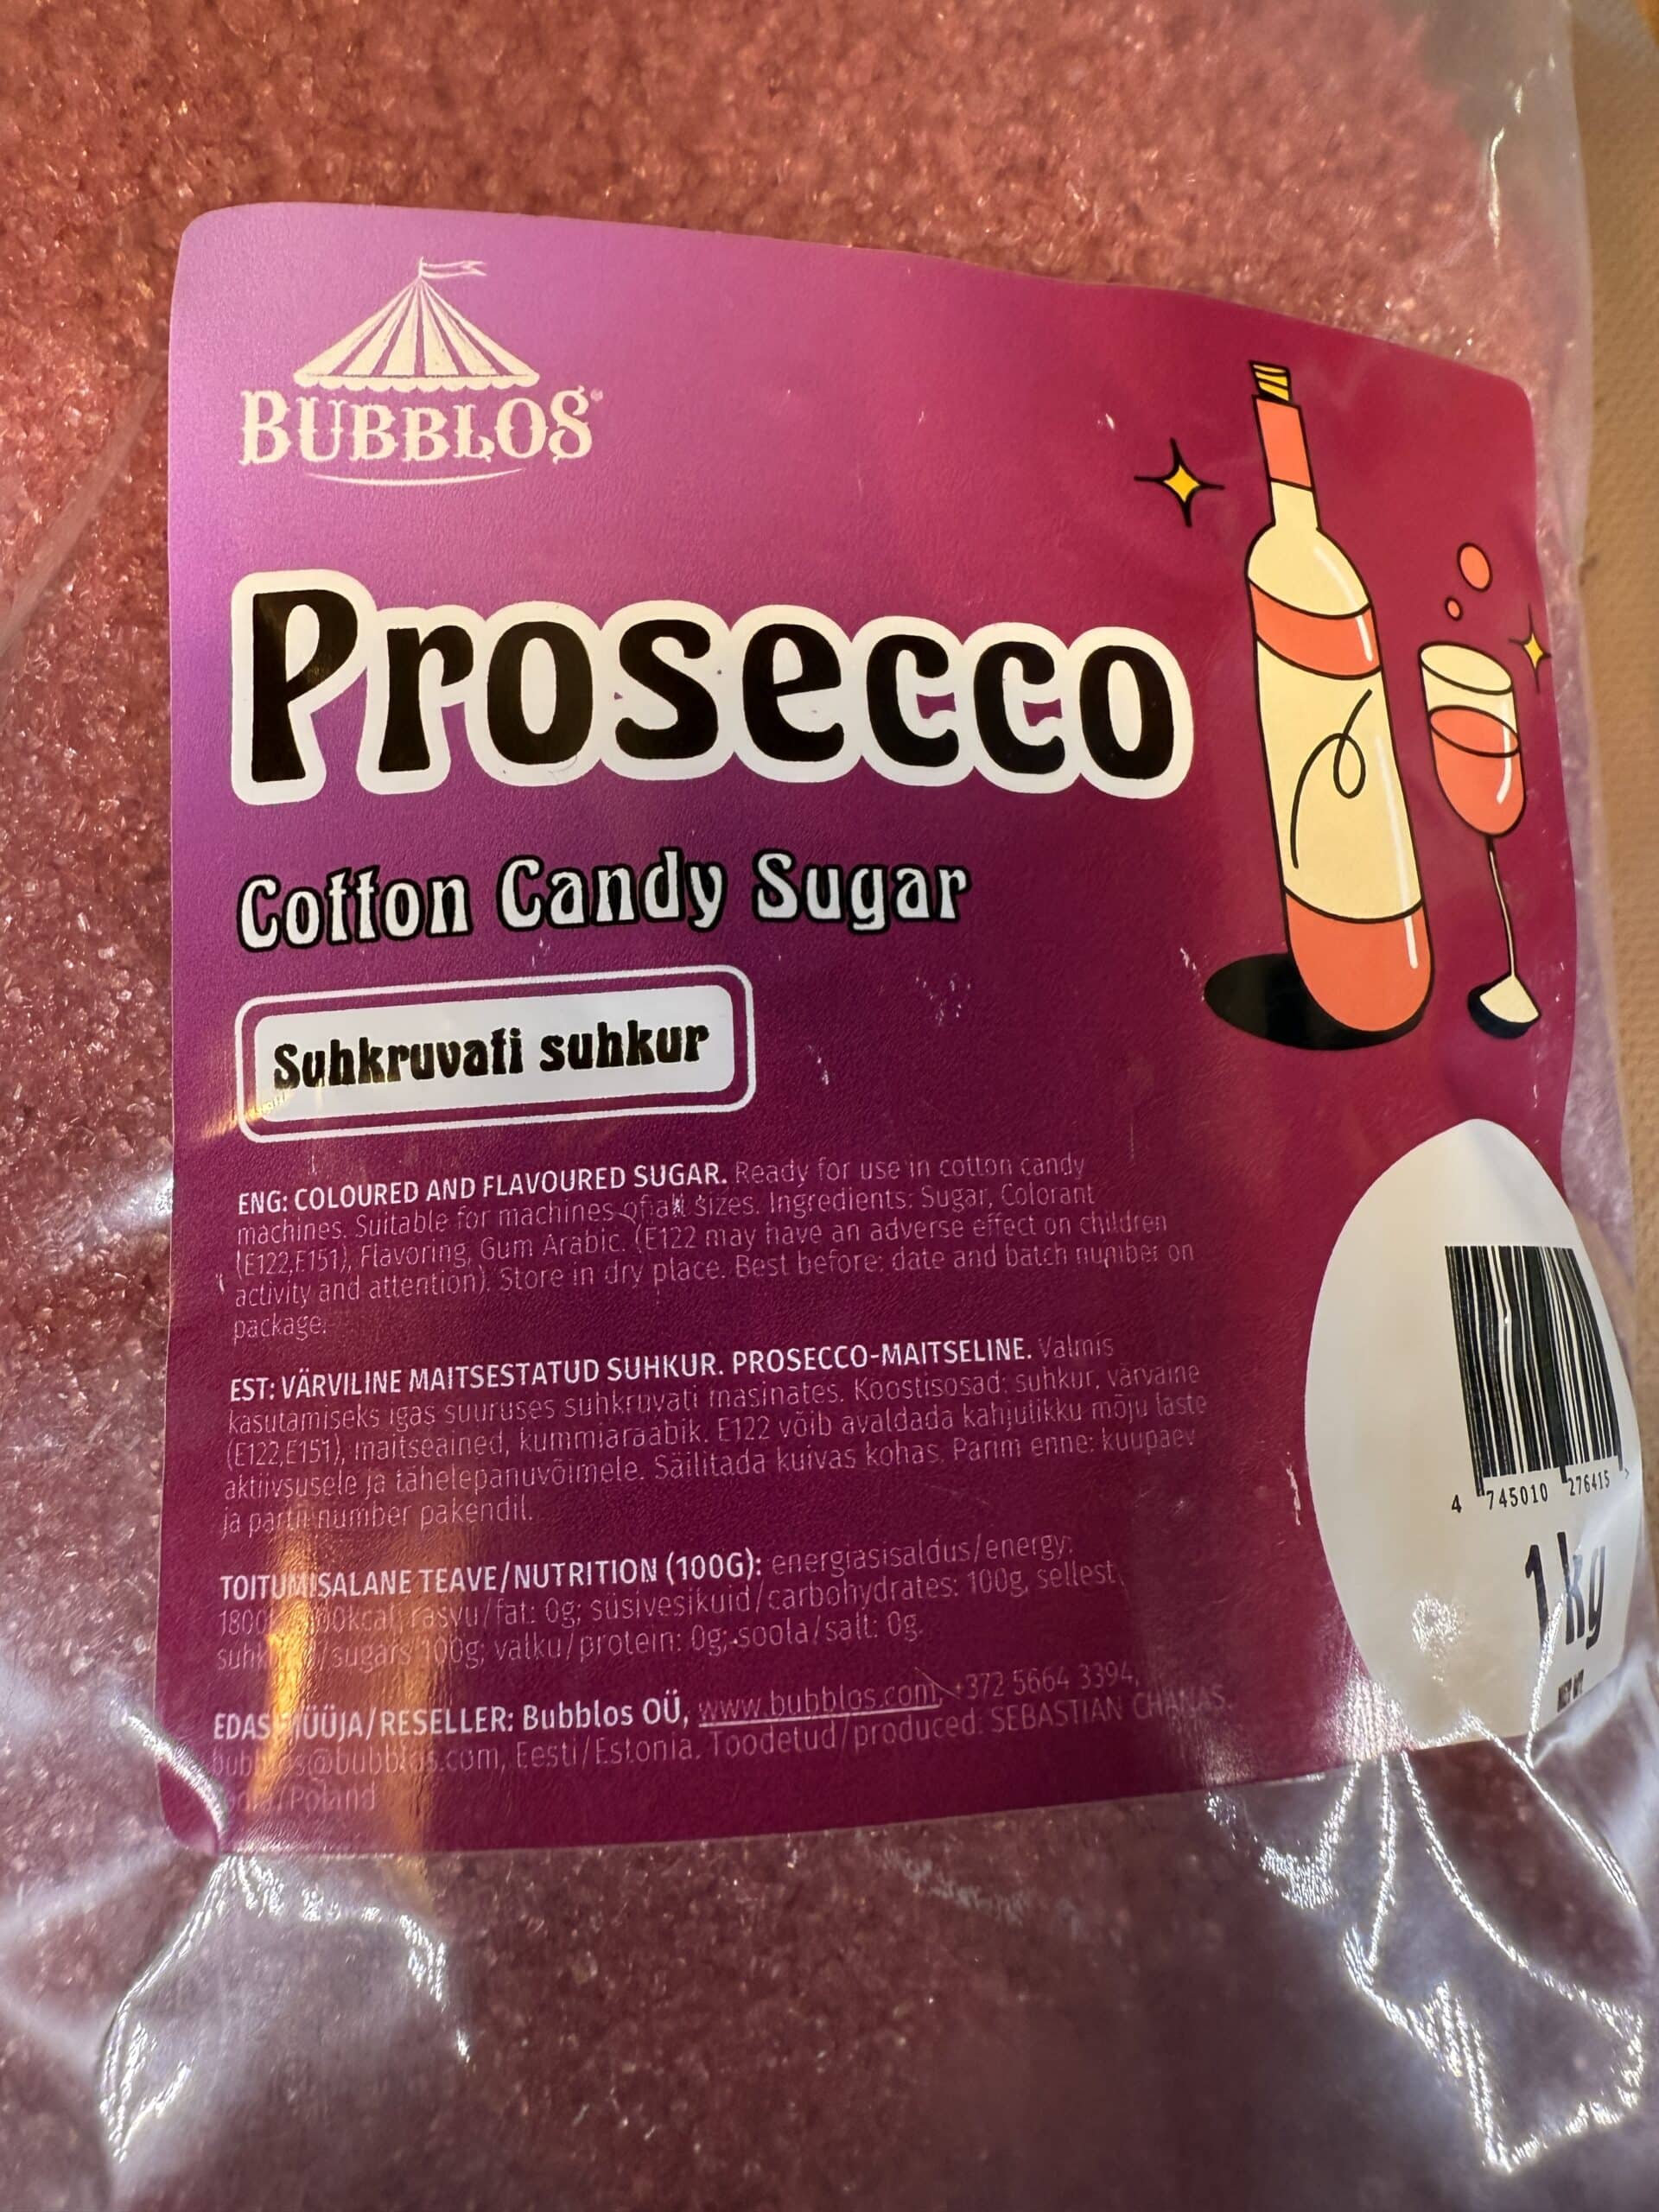 BUBBLOS
Prosecco
Cotton Candy Sugar
Suhkruvati suhkur
ENG: COLOURED AND FLAVOURED SUGAR. Ready for use in cotton candy
machines. Suitable for machines of all sizes. Ingredients: Sugar, Colorant
(E122,E151), Flavoring, Gum Arabic. (E122 may have an adverse effect on children
activity and attention). Store in dry place. Best before: date and batch number on
package.
EST: VÄRVILINE MAITSESTATUD SUHKUR. PROSECCO-MAITSELINE. Valmis
kasutamiseks igas suuruses suhkruvati masinates. Koostisosad: suhkur, värvaine
(E122,E151), maitseained, kummiaraabik. E122 võib avaldada kahjulikku mõju laste
aktiivsusele ja tähelepanuvõimele. Säilitada kuivas kohas. Parim enne: kuupäev
ja partii number pakendil.
TOITUMISALANE TEAVE/NUTRITION (100G): energiasisaldus/energy:
rasvu/fat: 0g; süsivesikuid/carbohydrates: 100g, sellest
/sugars 100g; valku/protein: 0g; soola/salt: 0g.
/RESELLER: Bubblos OÜ, www.bubblos.com, +372 5664 3394,
Eesti/Estonia. Toodetud/produced: SEBASTIAN CHANAS
/Poland
4 745010 276415 >
1 kg